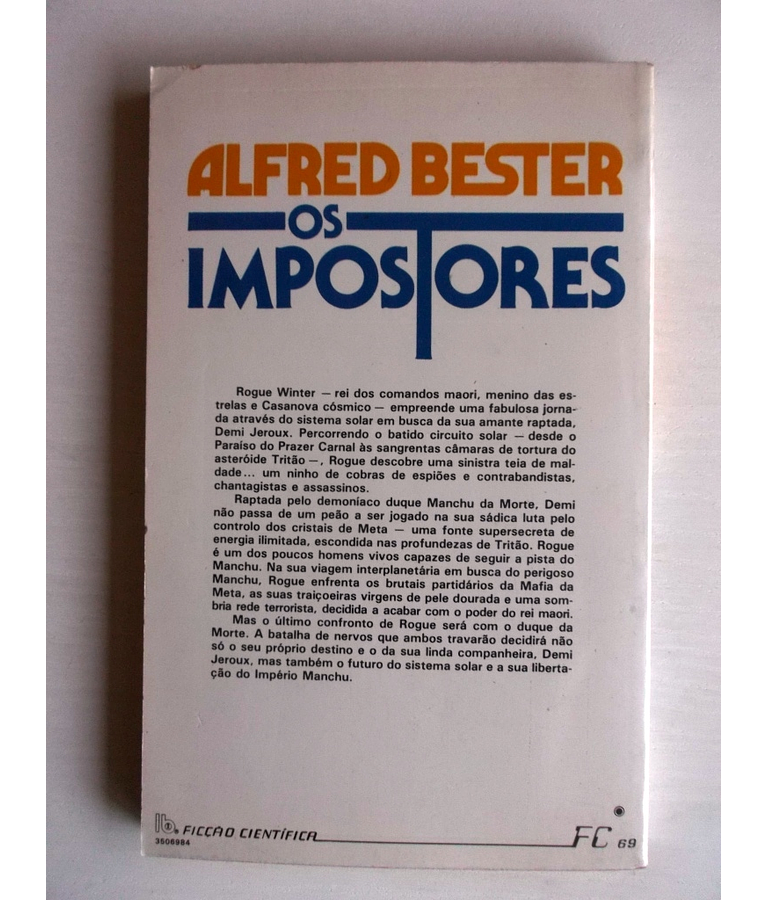 ALFRED BESTER
OS
IMPOSTORES
Rogue Winter — rei dos comandos maori, menino das es-
trelas e Casanova cósmico — empreende uma fabulosa jorna-
da através do sistema solar em busca da sua amante raptada,
Demi Jeroux. Percorrendo o batido circuito solar — desde o
Paraíso do Prazer Carnal às sangrentas câmaras de tortura do
asteróide Tritão —, Rogue descobre uma sinistra teia de mal-
dade... um ninho de cobras de espiões e contrabandistas,
chantagistas e assassinos.
Raptada pelo demoníaco duque Manchu da Morte, Demi
não passa de um peão a ser jogado na sua sádica luta pelo
controlo dos cristais de Meta — uma fonte supersecreta de
energia ilimitada, escondida nas profundezas de Tritão. Rogue
é um dos poucos homens vivos capazes de seguir a pista do
Manchu. Na sua viagem interplanetária em busca do perigoso
Manchu, Rogue enfrenta os brutais partidários da Mafia da
Meta, as suas traiçoeiras virgens de pele dourada e uma som-
bria rede terrorista, decidida a acabar com o poder do rei maori.
Mas o último confronto de Rogue será com o duque da
Morte. A batalha de nervos que ambos travarão decidirá não
só o seu próprio destino e o da sua linda companheira, Demi
Jeroux, mas também o futuro do sistema solar e a sua liberta-
ção do Império Manchu.
FICÇÃO CIENTÍFICA
FC 69
3506984